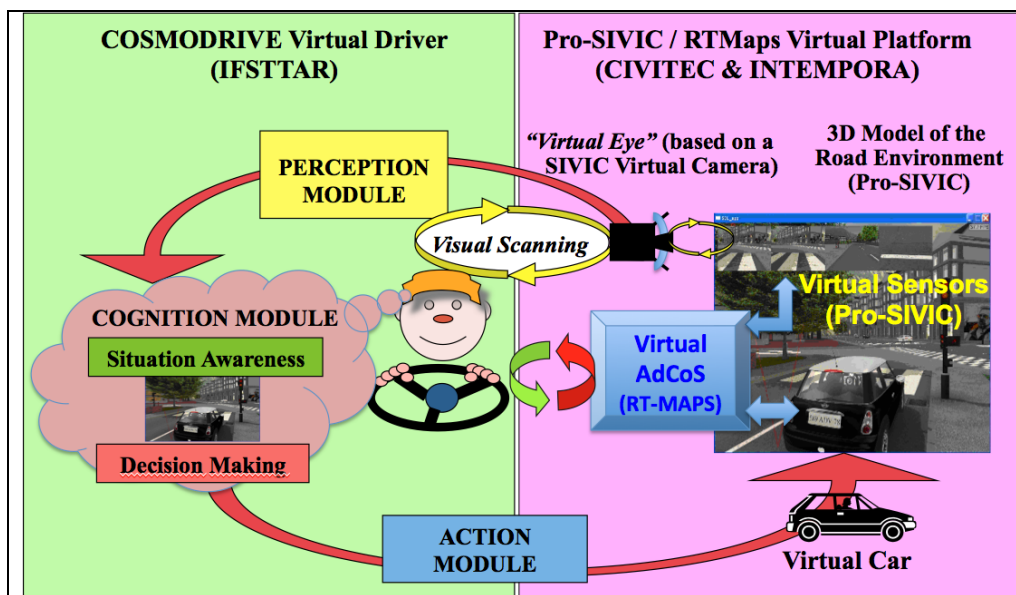 COSMODRIVE Virtual Driver
(IFSTTAR)
Pro-SIVIC / RTMaps Virtual Platform
(CIVITEC & INTEMPORA)
PERCEPTION
MODULE
“Virtual Eye” (based on a
SIVIC Virtual Camera)
3D Model of the
Road Environment
(Pro-SIVIC)
Visual Scanning
Virtual Sensors
(Pro-SIVIC)
COGNITION MODULE
Situation Awareness
Decision Making
Virtual
AdCoS
(RT-MAPS)
ACTION
MODULE
Virtual Car